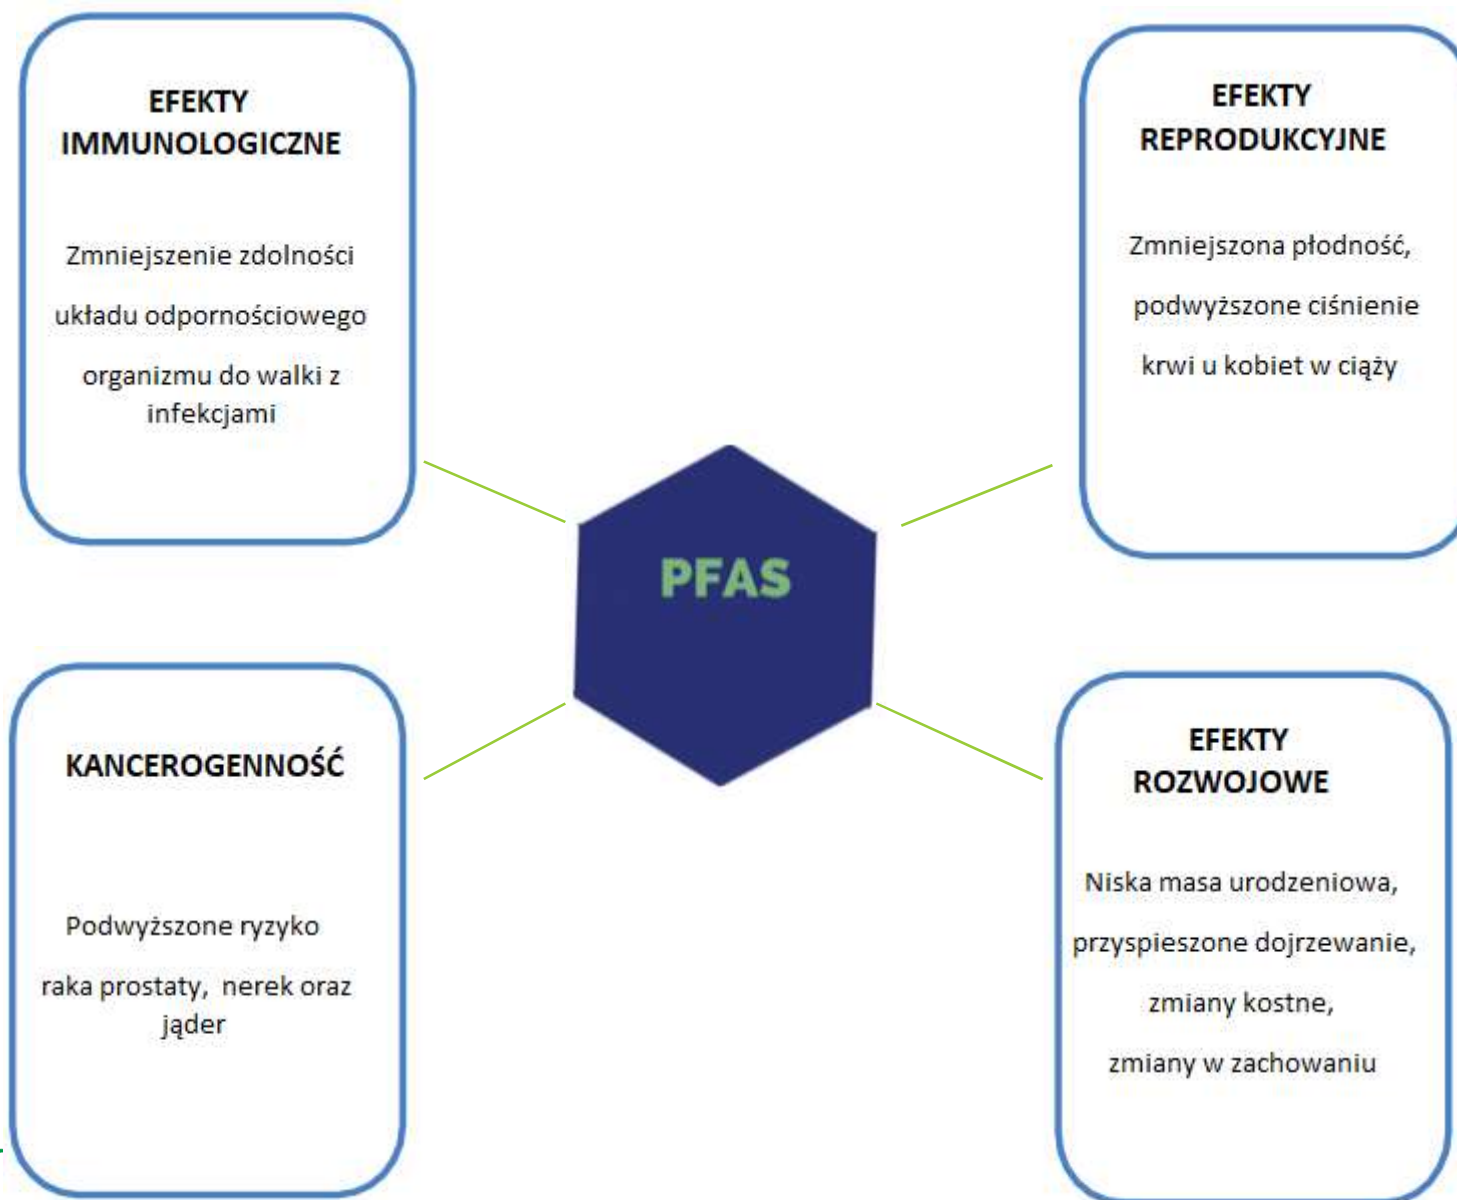 EFEKTY
IMMUNOLOGICZNE
Zmniejszenie zdolności
układu odpornościowego
organizmu do walki z
infekcjami
EFEKTY
REPRODUKCYJNE
Zmniejszona płodność,
podwyższone ciśnienie
krwi u kobiet w ciąży
PFAS
KANCEROGENNOŚĆ
Podwyższone ryzyko
raka prostaty, nerek oraz
jąder
EFEKTY
ROZWOJOWE
Niska masa urodzeniowa,
przyspieszone dojrzewanie,
zmiany kostne,
zmiany w zachowaniu